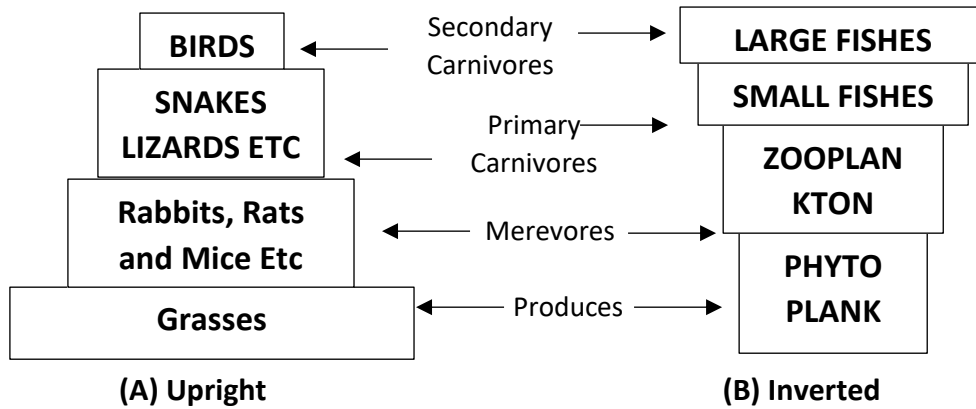 BIRDS
SNAKES
LIZARDS ETC
Rabbits, Rats
and Mice Etc
Grasses
(A) Upright
Secondary
Carnivores
Primary
Carnivores
Merevores
Produces
LARGE FISHES
SMALL FISHES
ZOOPLAN
KTON
PHYTO
PLANK
(B) Inverted